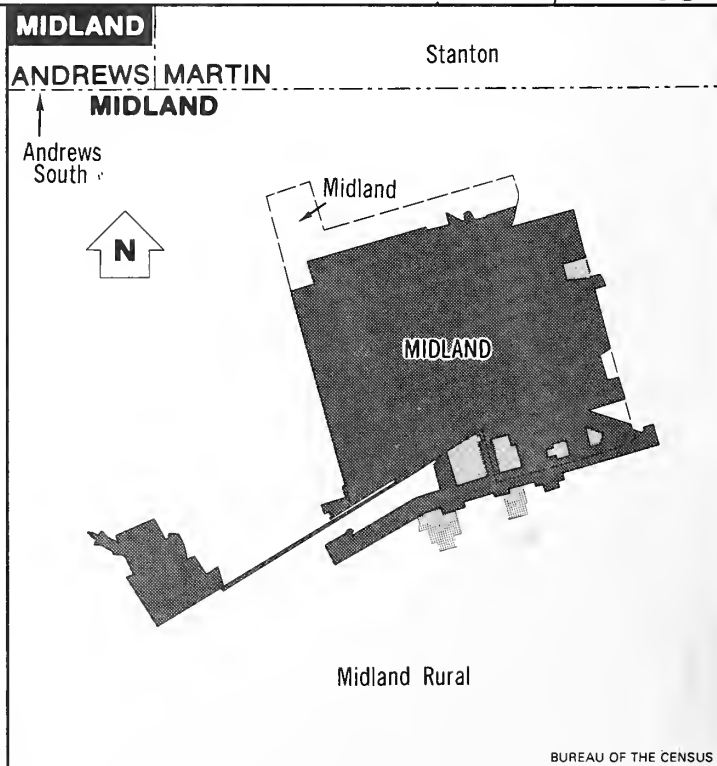 MIDLAND
Stanton
ANDREWS MARTIN
MIDLAND
Andrews
South
Midland
N
MIDLAND
Midland Rural
BUREAU OF THE CENSUS